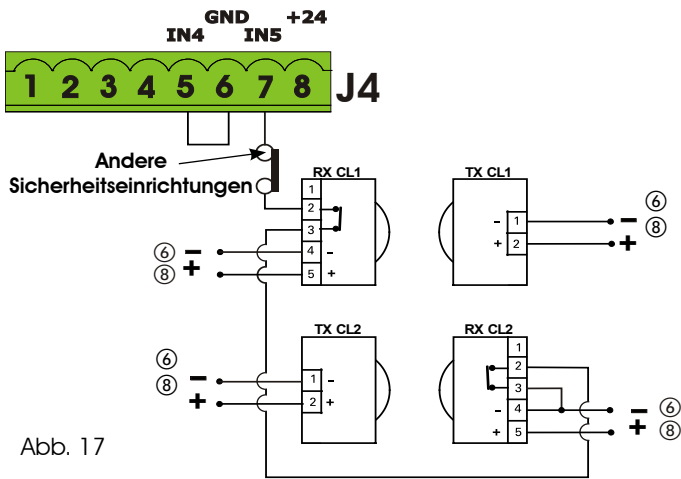 GND +24
IN4 IN5
1 2 3 4 5 6 7 8 J4
Andere
Sicherheitseinrichtungen
RX CL1
1
2
3
4 -
5 +
⑥ -
⑧ +
TX CL1
- 1
+ 2
- ⑥
+ ⑧
TX CL2
1 -
2 +
⑥ -
⑧ +
RX CL2
1
2
3
- 4
+ 5
- ⑥
+ ⑧
Abb. 17